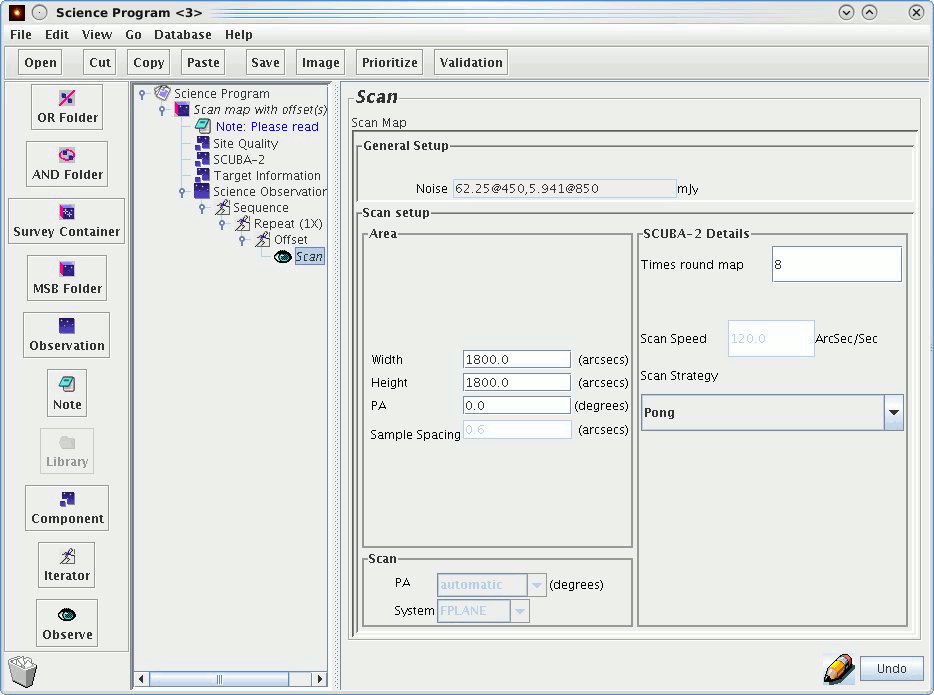 Science Program <3>
File Edit View Go Database Help
Open Cut Copy Paste Save Image Prioritize Validation
OR Folder
AND Folder
Survey Container
MSB Folder
Observation
Note
Library
Component
Iterator
Observe
Science Program
Scan map with offset(s)
Note: Please read
Site Quality
SCUBA-2
Target Information
Science Observation
Sequence
Repeat (1X)
Offset
Scan
Scan
Scan Map
General Setup
Noise 62.25@450,5.941@850 mJy
Scan setup
Area
Width 1800.0 (arcsecs)
Height 1800.0 (arcsecs)
PA 0.0 (degrees)
Sample Spacing 0.6 (arcsecs)
Scan
PA automatic (degrees)
System FPLANE
SCUBA-2 Details
Times round map 8
Scan Speed 120.0 ArcSec/Sec
Scan Strategy
Pong
Undo